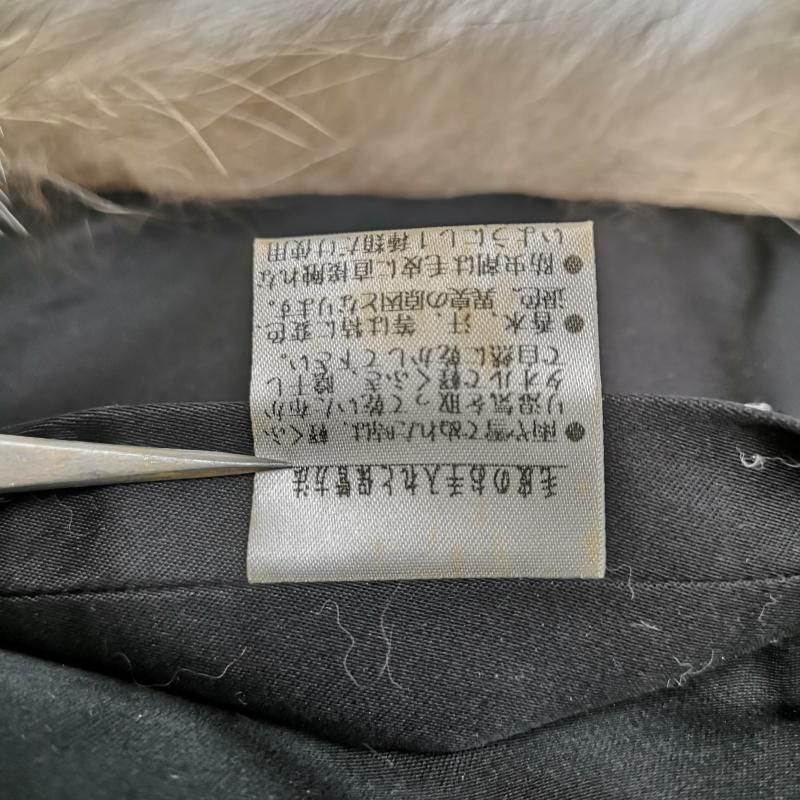 毛皮のお手入れと保管方法
●雨や雪でぬれた時は、軽くふ
り湿気を取って乾いた布か
タオルで軽くふき、陰干し
で自然に乾かして下さい。
●香水、汗、等は特に変色、
退色、異臭の原因となります。
●防虫剤は毛皮に直接触れな
いようにし1種類だけ使用